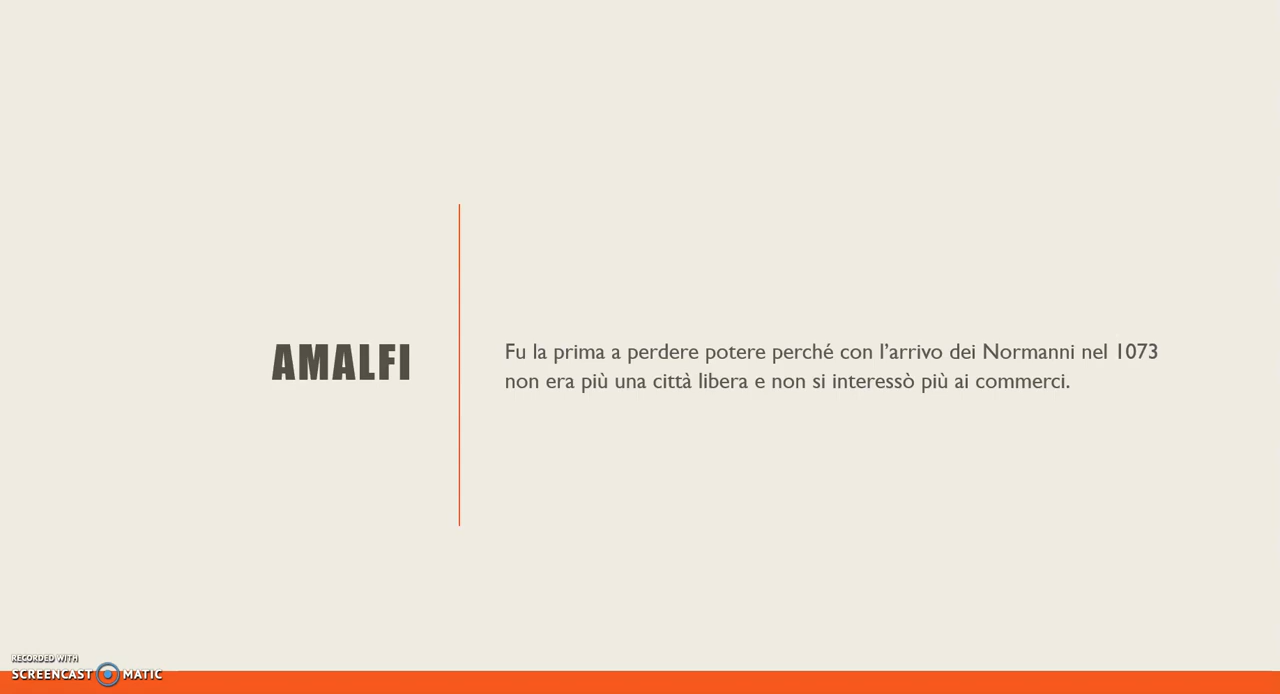 AMALFI
Fu la prima a perdere potere perché con l’arrivo dei Normanni nel 1073
non era più una città libera e non si interessò più ai commerci.
RECORDED WITH
SCREENCAST MATIC